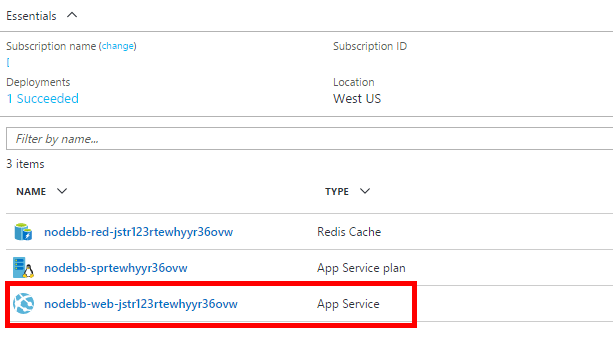 Essentials
Subscription name (change) Subscription ID
[
Deployments Location
1 Succeeded West US
Filter by name...
3 items
NAME TYPE
nodebb-red-jstr123rtewhyyr36ovw Redis Cache
nodebb-sprtewhyyr36ovw App Service plan
nodebb-web-jstr123rtewhyyr36ovw App Service